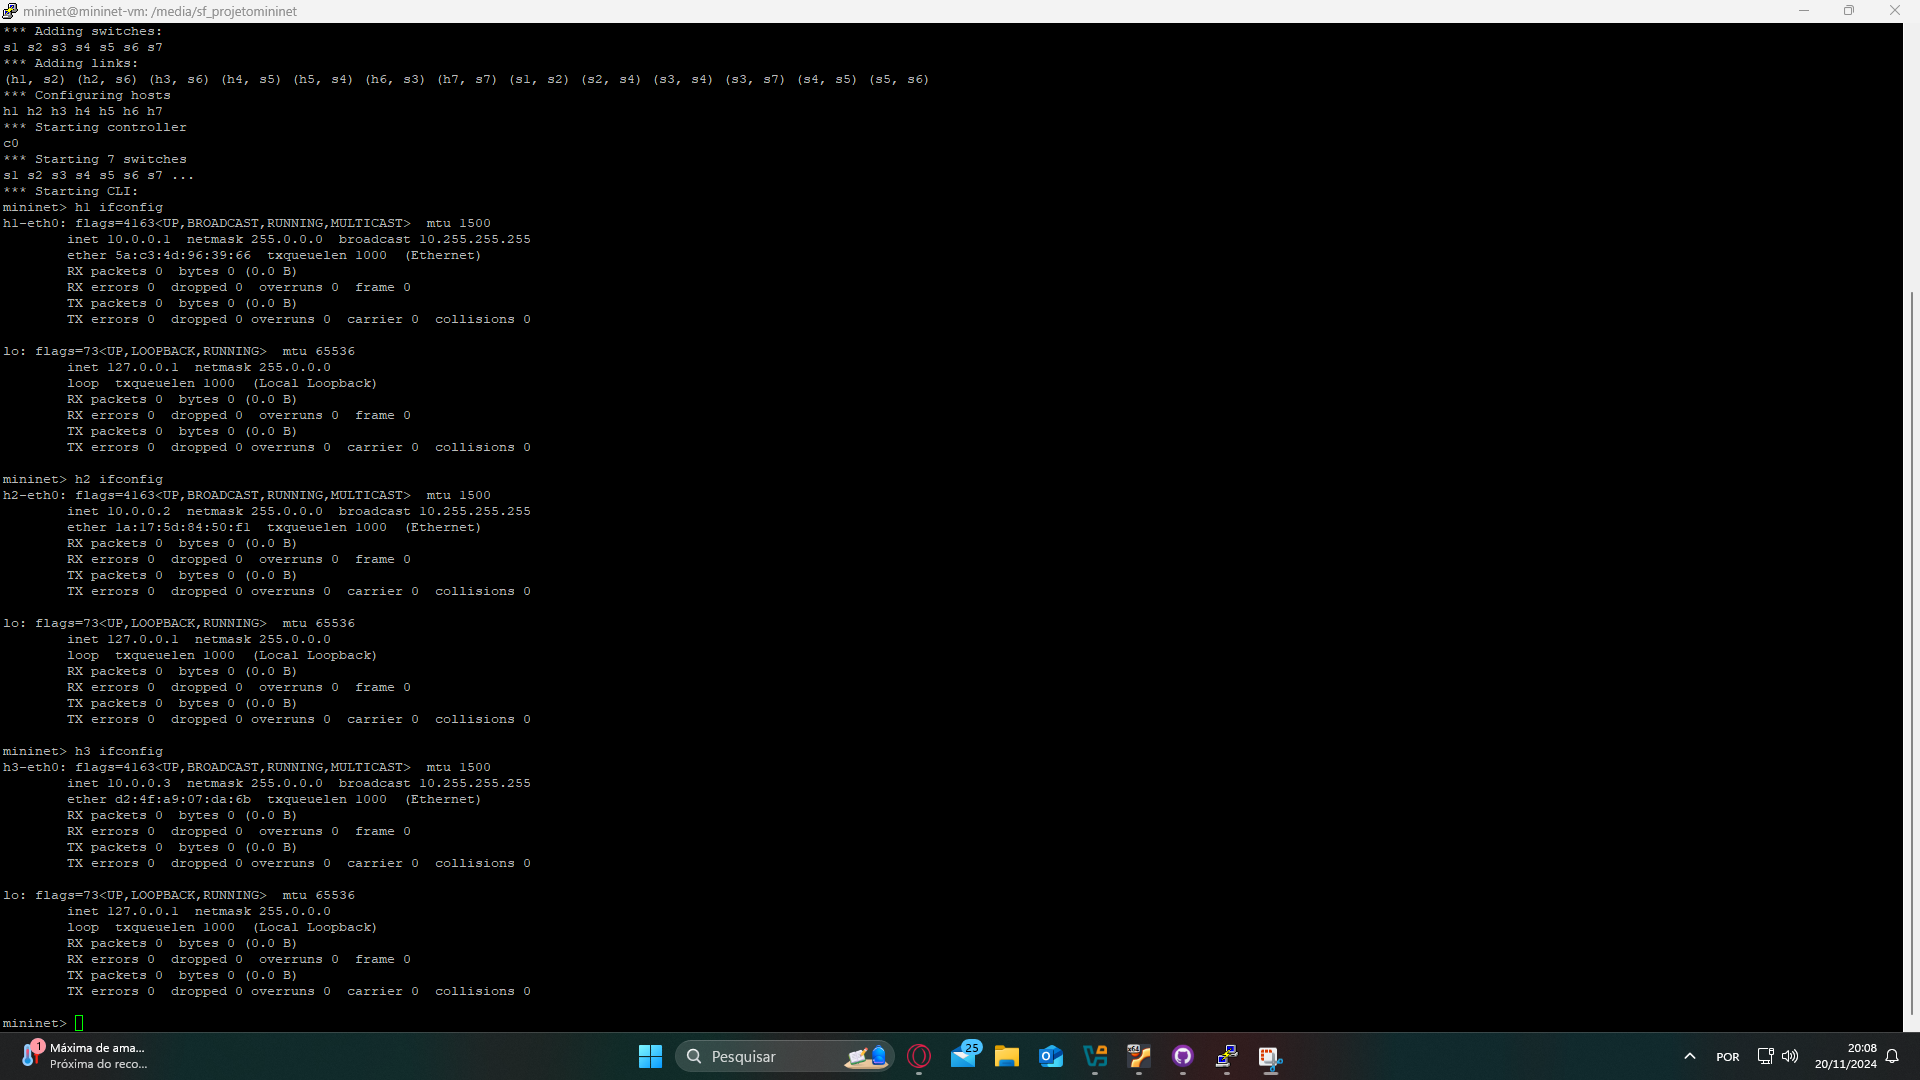 mininet@mininet-vm: /media/sf_projetomininet
*** Adding switches:
s1 s2 s3 s4 s5 s6 s7
*** Adding links:
(h1, s2) (h2, s6) (h3, s6) (h4, s5) (h5, s4) (h6, s3) (h7, s7) (s1, s2) (s2, s4) (s3, s4) (s3, s7) (s4, s5) (s5, s6)
*** Configuring hosts
h1 h2 h3 h4 h5 h6 h7
*** Starting controller
c0
*** Starting 7 switches
s1 s2 s3 s4 s5 s6 s7 ...
*** Starting CLI:
mininet> h1 ifconfig
h1-eth0: flags=4163<UP,BROADCAST,RUNNING,MULTICAST>  mtu 1500
        inet 10.0.0.1  netmask 255.0.0.0  broadcast 10.255.255.255
        ether 5a:c3:4d:96:39:66  txqueuelen 1000  (Ethernet)
        RX packets 0  bytes 0 (0.0 B)
        RX errors 0  dropped 0  overruns 0  frame 0
        TX packets 0  bytes 0 (0.0 B)
        TX errors 0  dropped 0 overruns 0  carrier 0  collisions 0
lo: flags=73<UP,LOOPBACK,RUNNING>  mtu 65536
        inet 127.0.0.1  netmask 255.0.0.0
        loop  txqueuelen 1000  (Local Loopback)
        RX packets 0  bytes 0 (0.0 B)
        RX errors 0  dropped 0  overruns 0  frame 0
        TX packets 0  bytes 0 (0.0 B)
        TX errors 0  dropped 0 overruns 0  carrier 0  collisions 0
mininet> h2 ifconfig
h2-eth0: flags=4163<UP,BROADCAST,RUNNING,MULTICAST>  mtu 1500
        inet 10.0.0.2  netmask 255.0.0.0  broadcast 10.255.255.255
        ether 1a:17:5d:84:50:f1  txqueuelen 1000  (Ethernet)
        RX packets 0  bytes 0 (0.0 B)
        RX errors 0  dropped 0  overruns 0  frame 0
        TX packets 0  bytes 0 (0.0 B)
        TX errors 0  dropped 0 overruns 0  carrier 0  collisions 0
lo: flags=73<UP,LOOPBACK,RUNNING>  mtu 65536
        inet 127.0.0.1  netmask 255.0.0.0
        loop  txqueuelen 1000  (Local Loopback)
        RX packets 0  bytes 0 (0.0 B)
        RX errors 0  dropped 0  overruns 0  frame 0
        TX packets 0  bytes 0 (0.0 B)
        TX errors 0  dropped 0 overruns 0  carrier 0  collisions 0
mininet> h3 ifconfig
h3-eth0: flags=4163<UP,BROADCAST,RUNNING,MULTICAST>  mtu 1500
        inet 10.0.0.3  netmask 255.0.0.0  broadcast 10.255.255.255
        ether d2:4f:a9:07:da:6b  txqueuelen 1000  (Ethernet)
        RX packets 0  bytes 0 (0.0 B)
        RX errors 0  dropped 0  overruns 0  frame 0
        TX packets 0  bytes 0 (0.0 B)
        TX errors 0  dropped 0 overruns 0  carrier 0  collisions 0
lo: flags=73<UP,LOOPBACK,RUNNING>  mtu 65536
        inet 127.0.0.1  netmask 255.0.0.0
        loop  txqueuelen 1000  (Local Loopback)
        RX packets 0  bytes 0 (0.0 B)
        RX errors 0  dropped 0  overruns 0  frame 0
        TX packets 0  bytes 0 (0.0 B)
        TX errors 0  dropped 0 overruns 0  carrier 0  collisions 0
mininet>
1
Máxima de ama...
Próxima do reco...
Pesquisar
25
x64
POR
20:08
20/11/2024